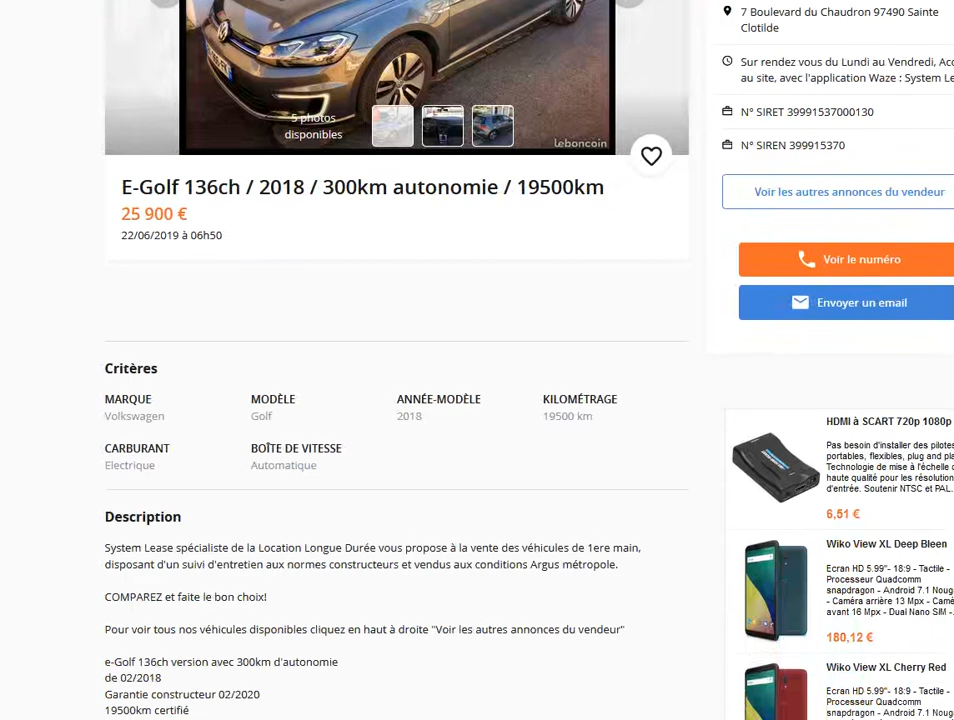 5 photos
disponibles
leboncoin
E-Golf 136ch / 2018 / 300km autonomie / 19500km
25 900 €
22/06/2019 à 06h50
Critères
MARQUE
Volkswagen
MODÈLE
Golf
ANNÉE-MODÈLE
2018
KILOMÉTRAGE
19500 km
CARBURANT
Electrique
BOÎTE DE VITESSE
Automatique
Description
System Lease spécialiste de la Location Longue Durée vous propose à la vente des véhicules de 1ere main,
disposant d'un suivi d'entretien aux normes constructeurs et vendus aux conditions Argus métropole.
COMPAREZ et faite le bon choix!
Pour voir tous nos véhicules disponibles cliquez en haut à droite "Voir les autres annonces du vendeur"
e-Golf 136ch version avec 300km d'autonomie
de 02/2018
Garantie constructeur 02/2020
19500km certifié
7 Boulevard du Chaudron 97490 Sainte
Clotilde
Sur rendez vous du Lundi au Vendredi, Acc
au site, avec l'application Waze : System Le
N° SIRET 39991537000130
N° SIREN 399915370
Voir les autres annonces du vendeur
Voir le numéro
Envoyer un email
HDMI à SCART 720p 1080p
Pas besoin d'installer des pilotes
portables, flexibles, plug and pla
Technologie de mise à l'échelle d
haute qualité pour les résolution
d'entrée. Soutenir NTSC et PAL.
6,51 €
Wiko View XL Deep Bleen
Ecran HD 5.99"- 18:9 - Tactile -
Processeur Quadcomm
snapdragon - Android 7.1 Noug
- Caméra arrière 13 Mpx - Camé
avant 16 Mpx - Dual Nano SIM -
180,12 €
Wiko View XL Cherry Red
Ecran HD 5.99"- 18:9 - Tactile -
Processeur Quadcomm
snapdragon - Android 7.1 Noug